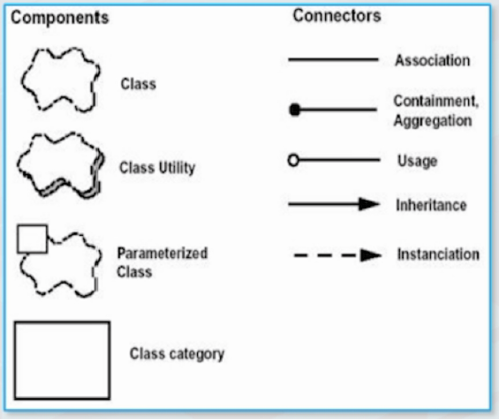 Components
Class
Class Utility
Parameterized
Class
Class category
Connectors
Association
Containment,
Aggregation
Usage
Inheritance
Instanciation